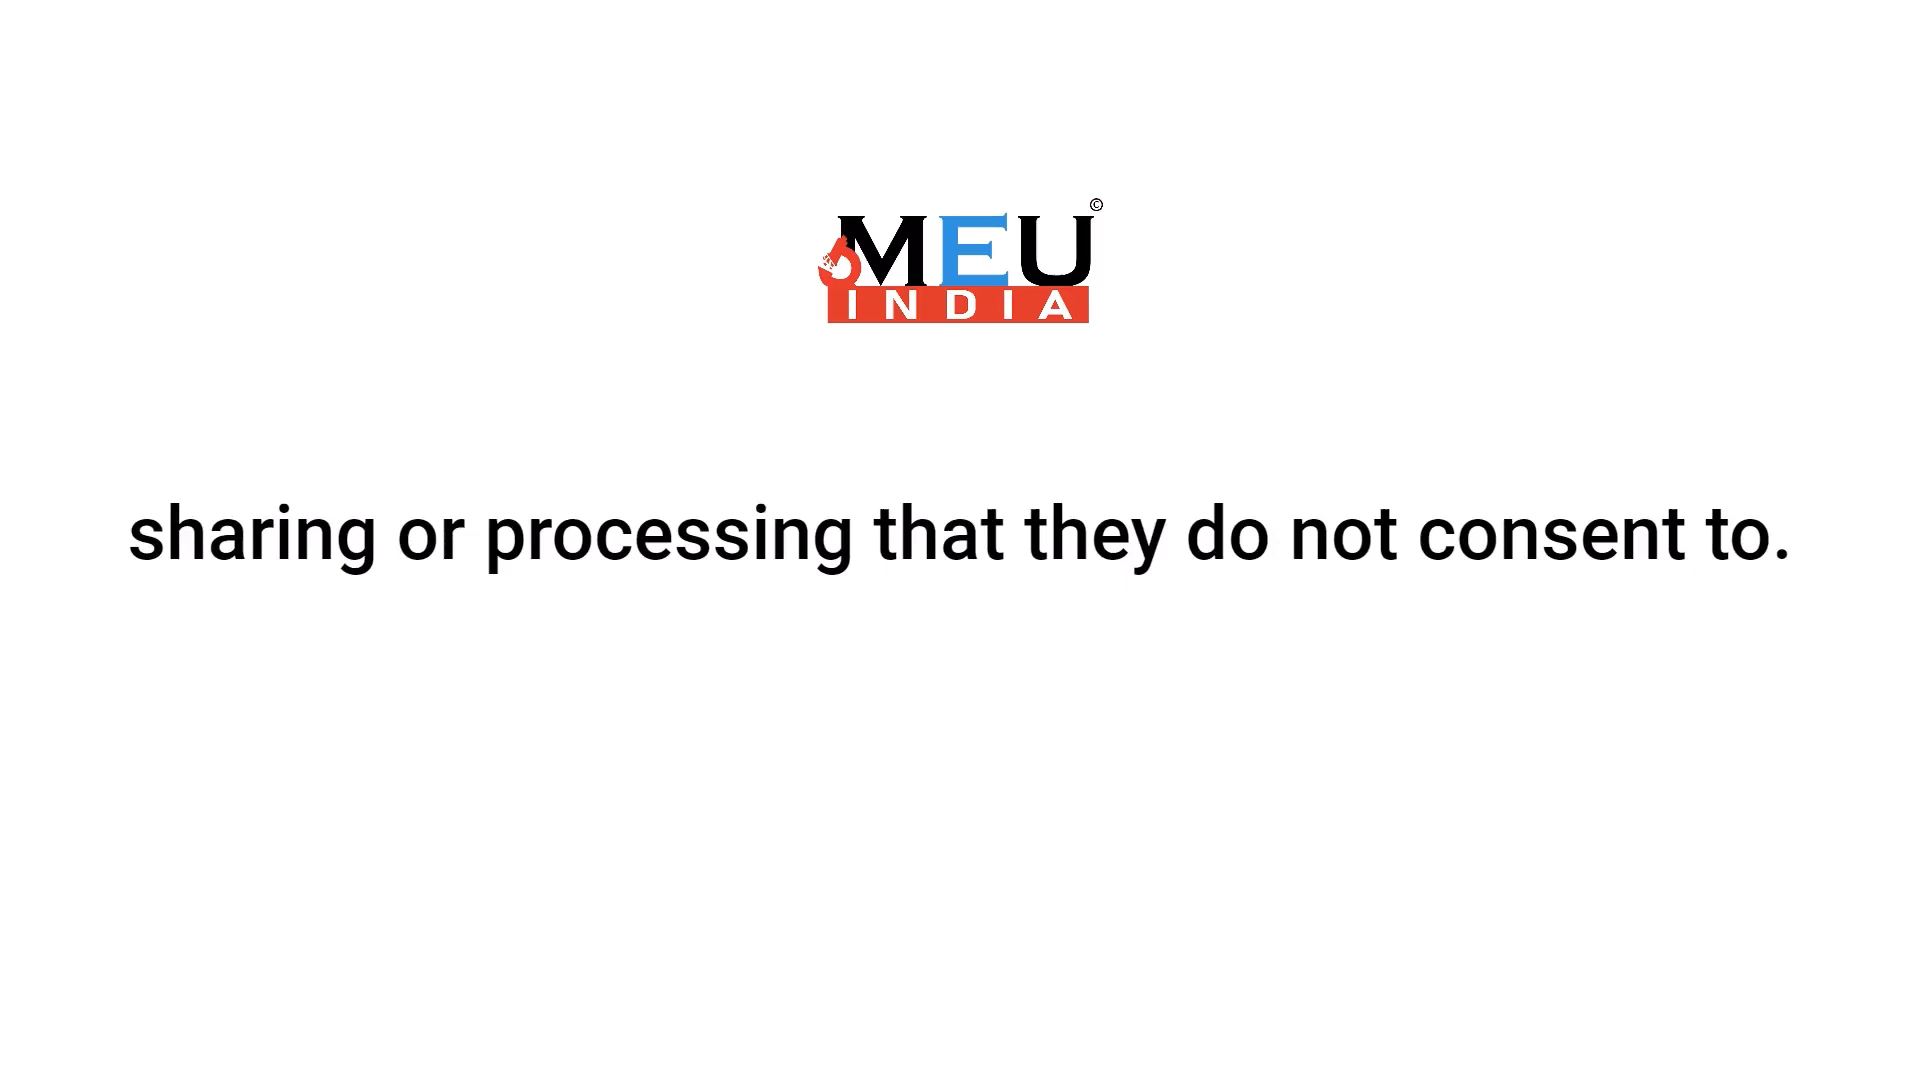 MEU ©
INDIA
sharing or processing that they do not consent to.